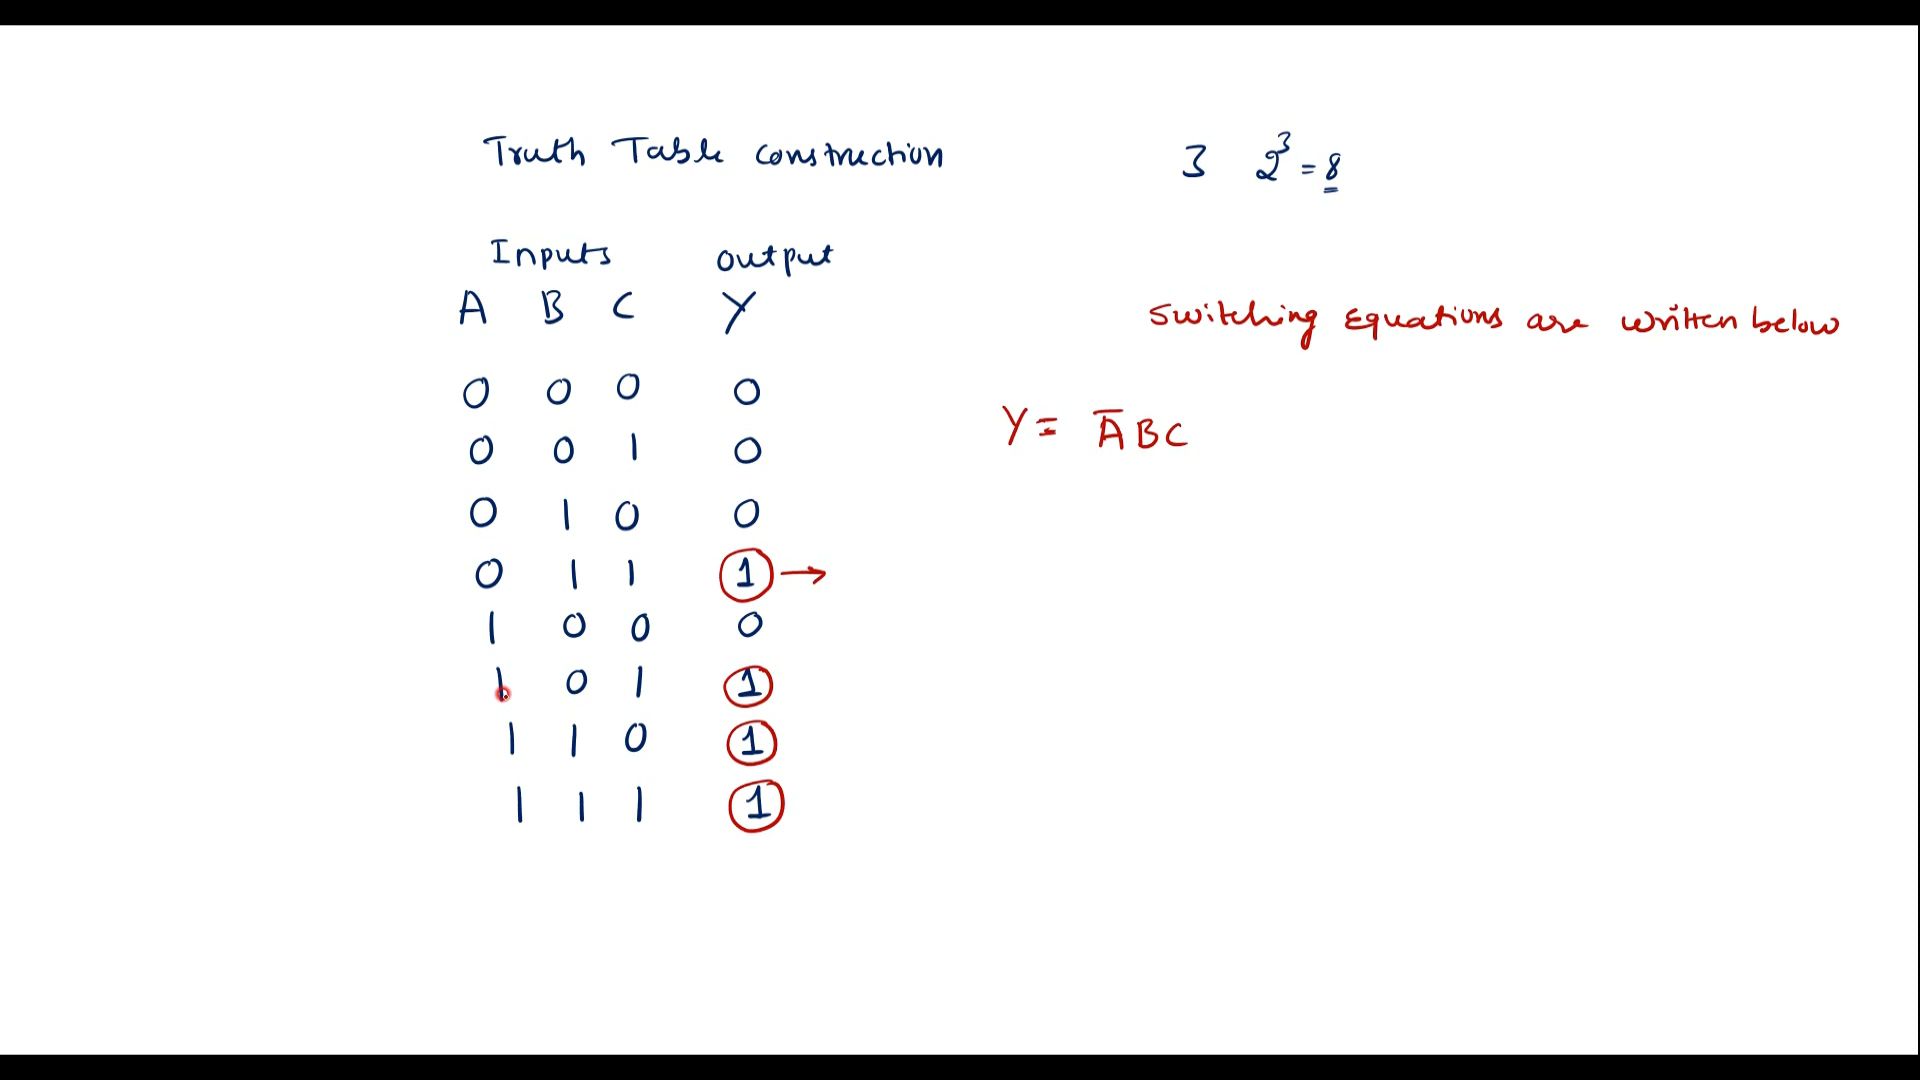 Truth Table construction
3 2³ = 8
Inputs output
A B C Y
0 0 0 0
0 0 1 0
0 1 0 0
0 1 1 1 →
1 0 0 0
1 0 1 1
1 1 0 1
1 1 1 1
Switching Equations are written below
Y = A̅BC